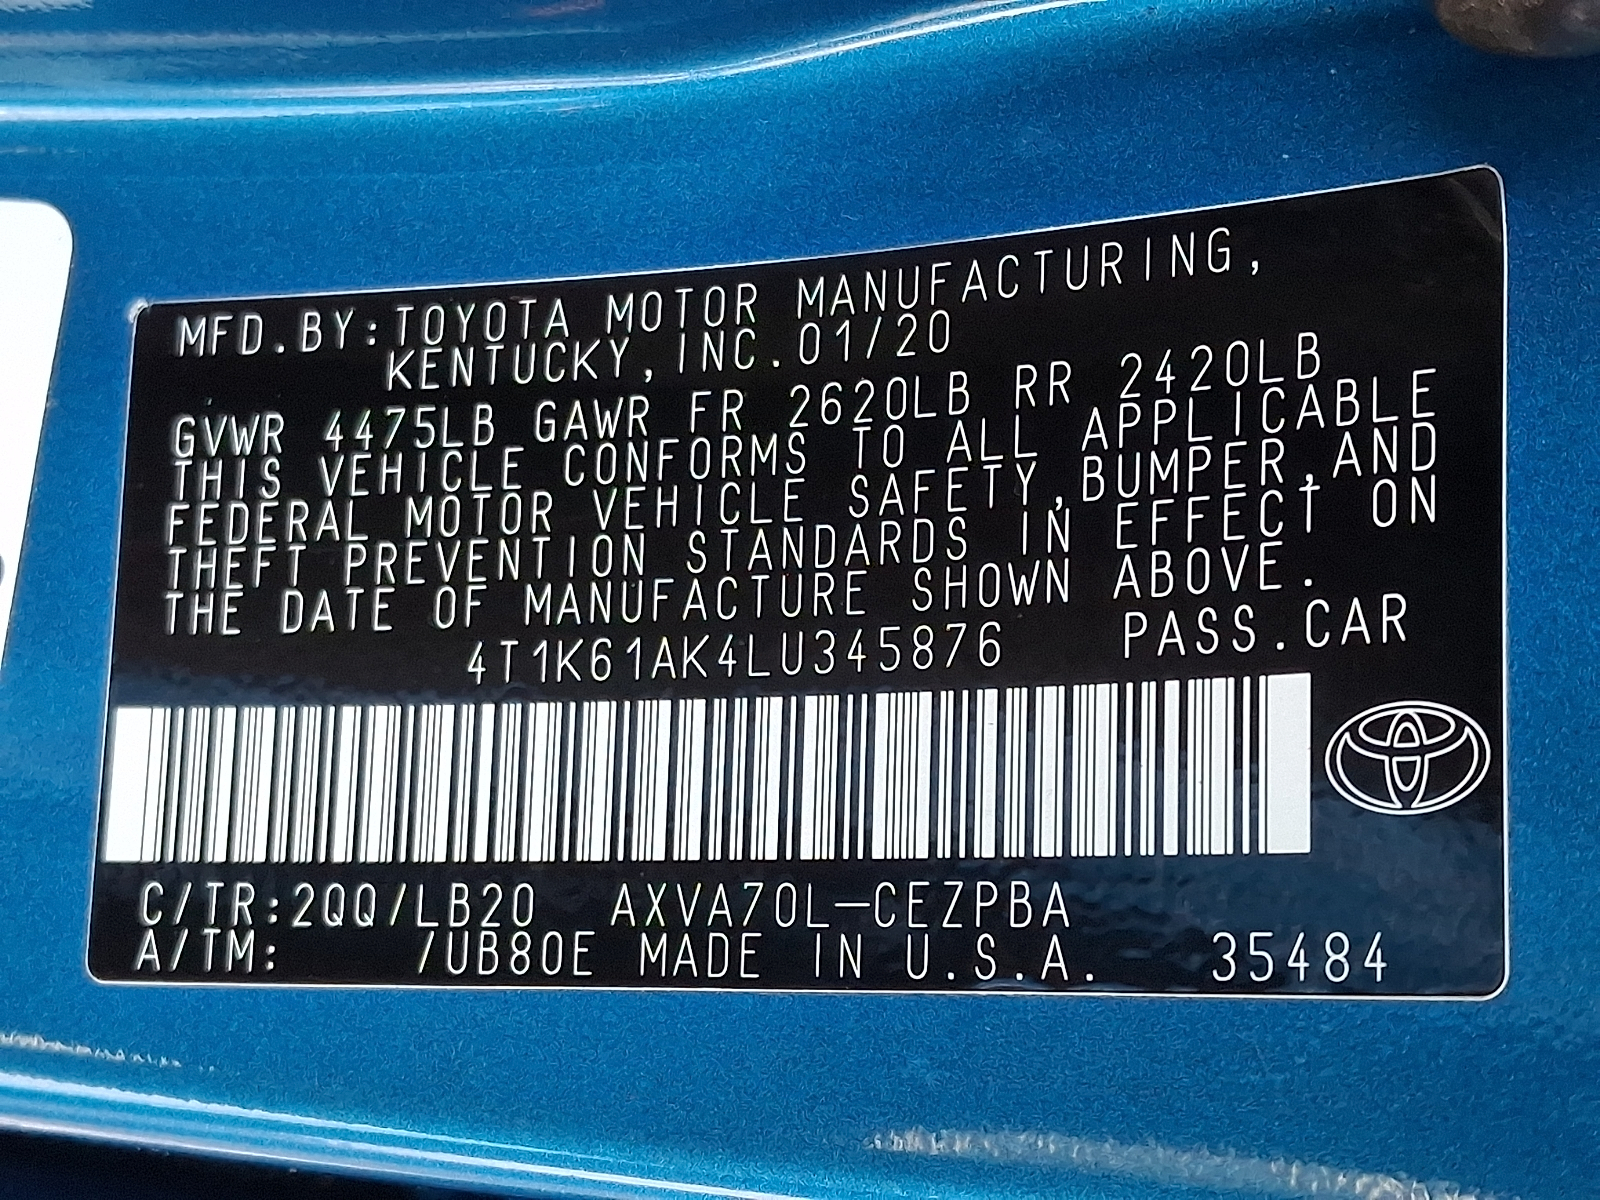 MFD.BY:TOYOTA MOTOR MANUFACTURING,
KENTUCKY,INC.01/20
GVWR 4475LB GAWR FR 2620LB RR 2420LB
THIS VEHICLE CONFORMS TO ALL APPLICABLE
FEDERAL MOTOR VEHICLE SAFETY,BUMPER,AND
THEFT PREVENTION STANDARDS IN EFFECT ON
THE DATE OF MANUFACTURE SHOWN ABOVE.
4T1K61AK4LU345876 PASS.CAR
C/TR:2QQ/LB20 AXVA70L-CEZPBA
A/TM: /UB80E MADE IN U.S.A. 35484